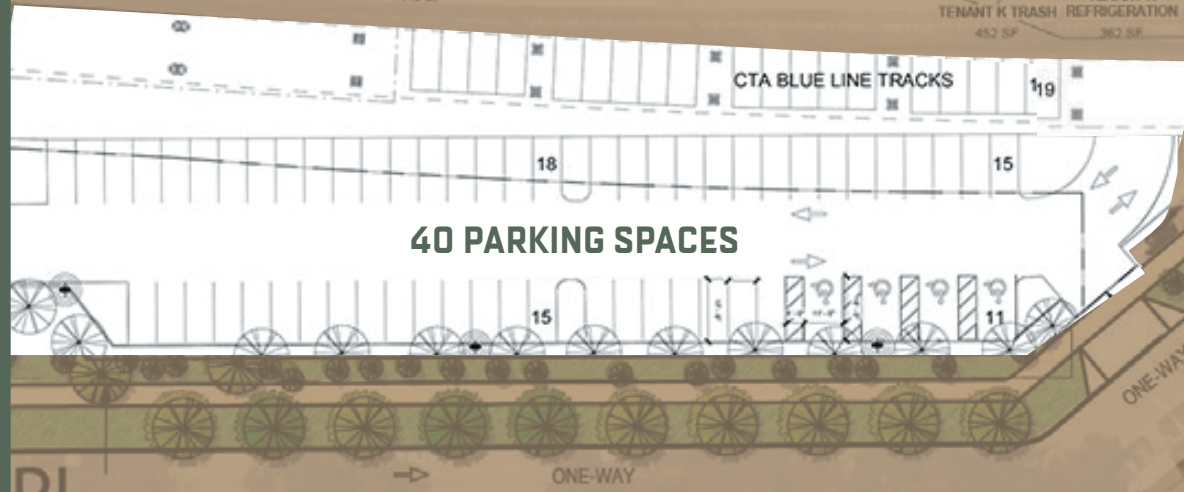 TENANT K TRASH
452 SF
REFRIGERATION
362 SF
CTA BLUE LINE TRACKS
19
18
15
40 PARKING SPACES
15
11
ONE-WAY
ONE-WAY